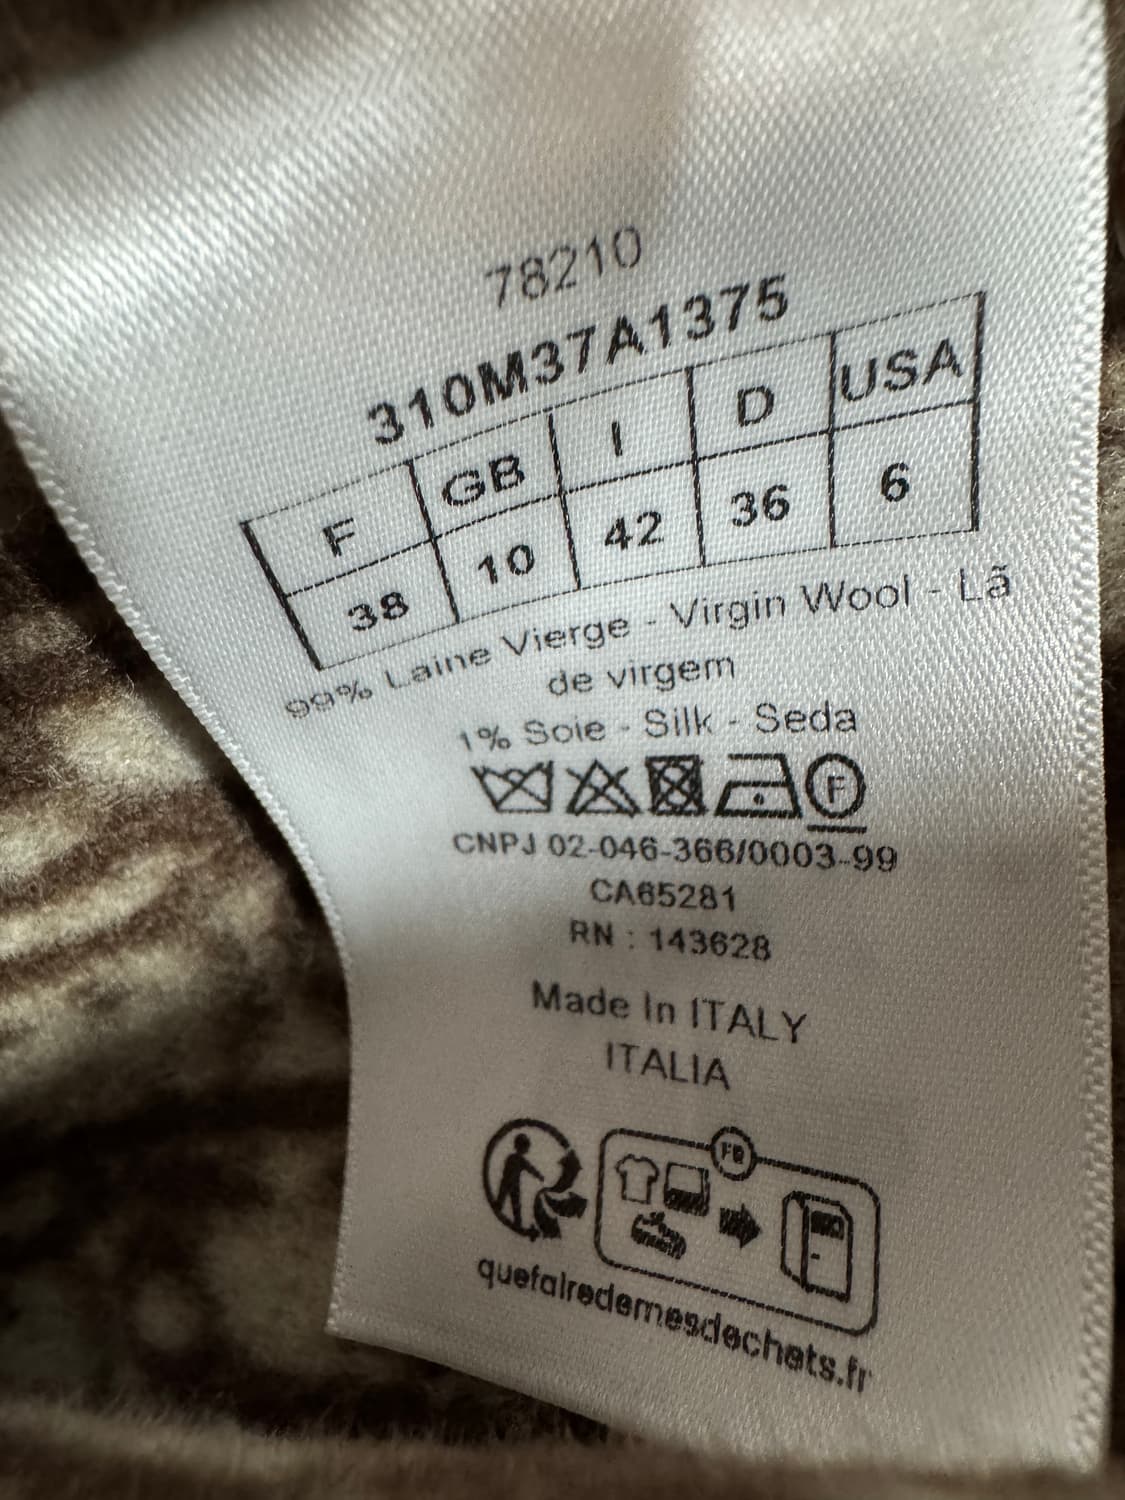 78210
310M37A1375
F GB I D USA
38 10 42 36 6
99% Laine Vierge - Virgin Wool - Lã
de virgem
1% Soie - Silk - Seda
F
CNPJ 02-046-366/0003-99
CA65281
RN : 143628
Made In ITALY
ITALIA
FR
quefairedemesdechets.fr